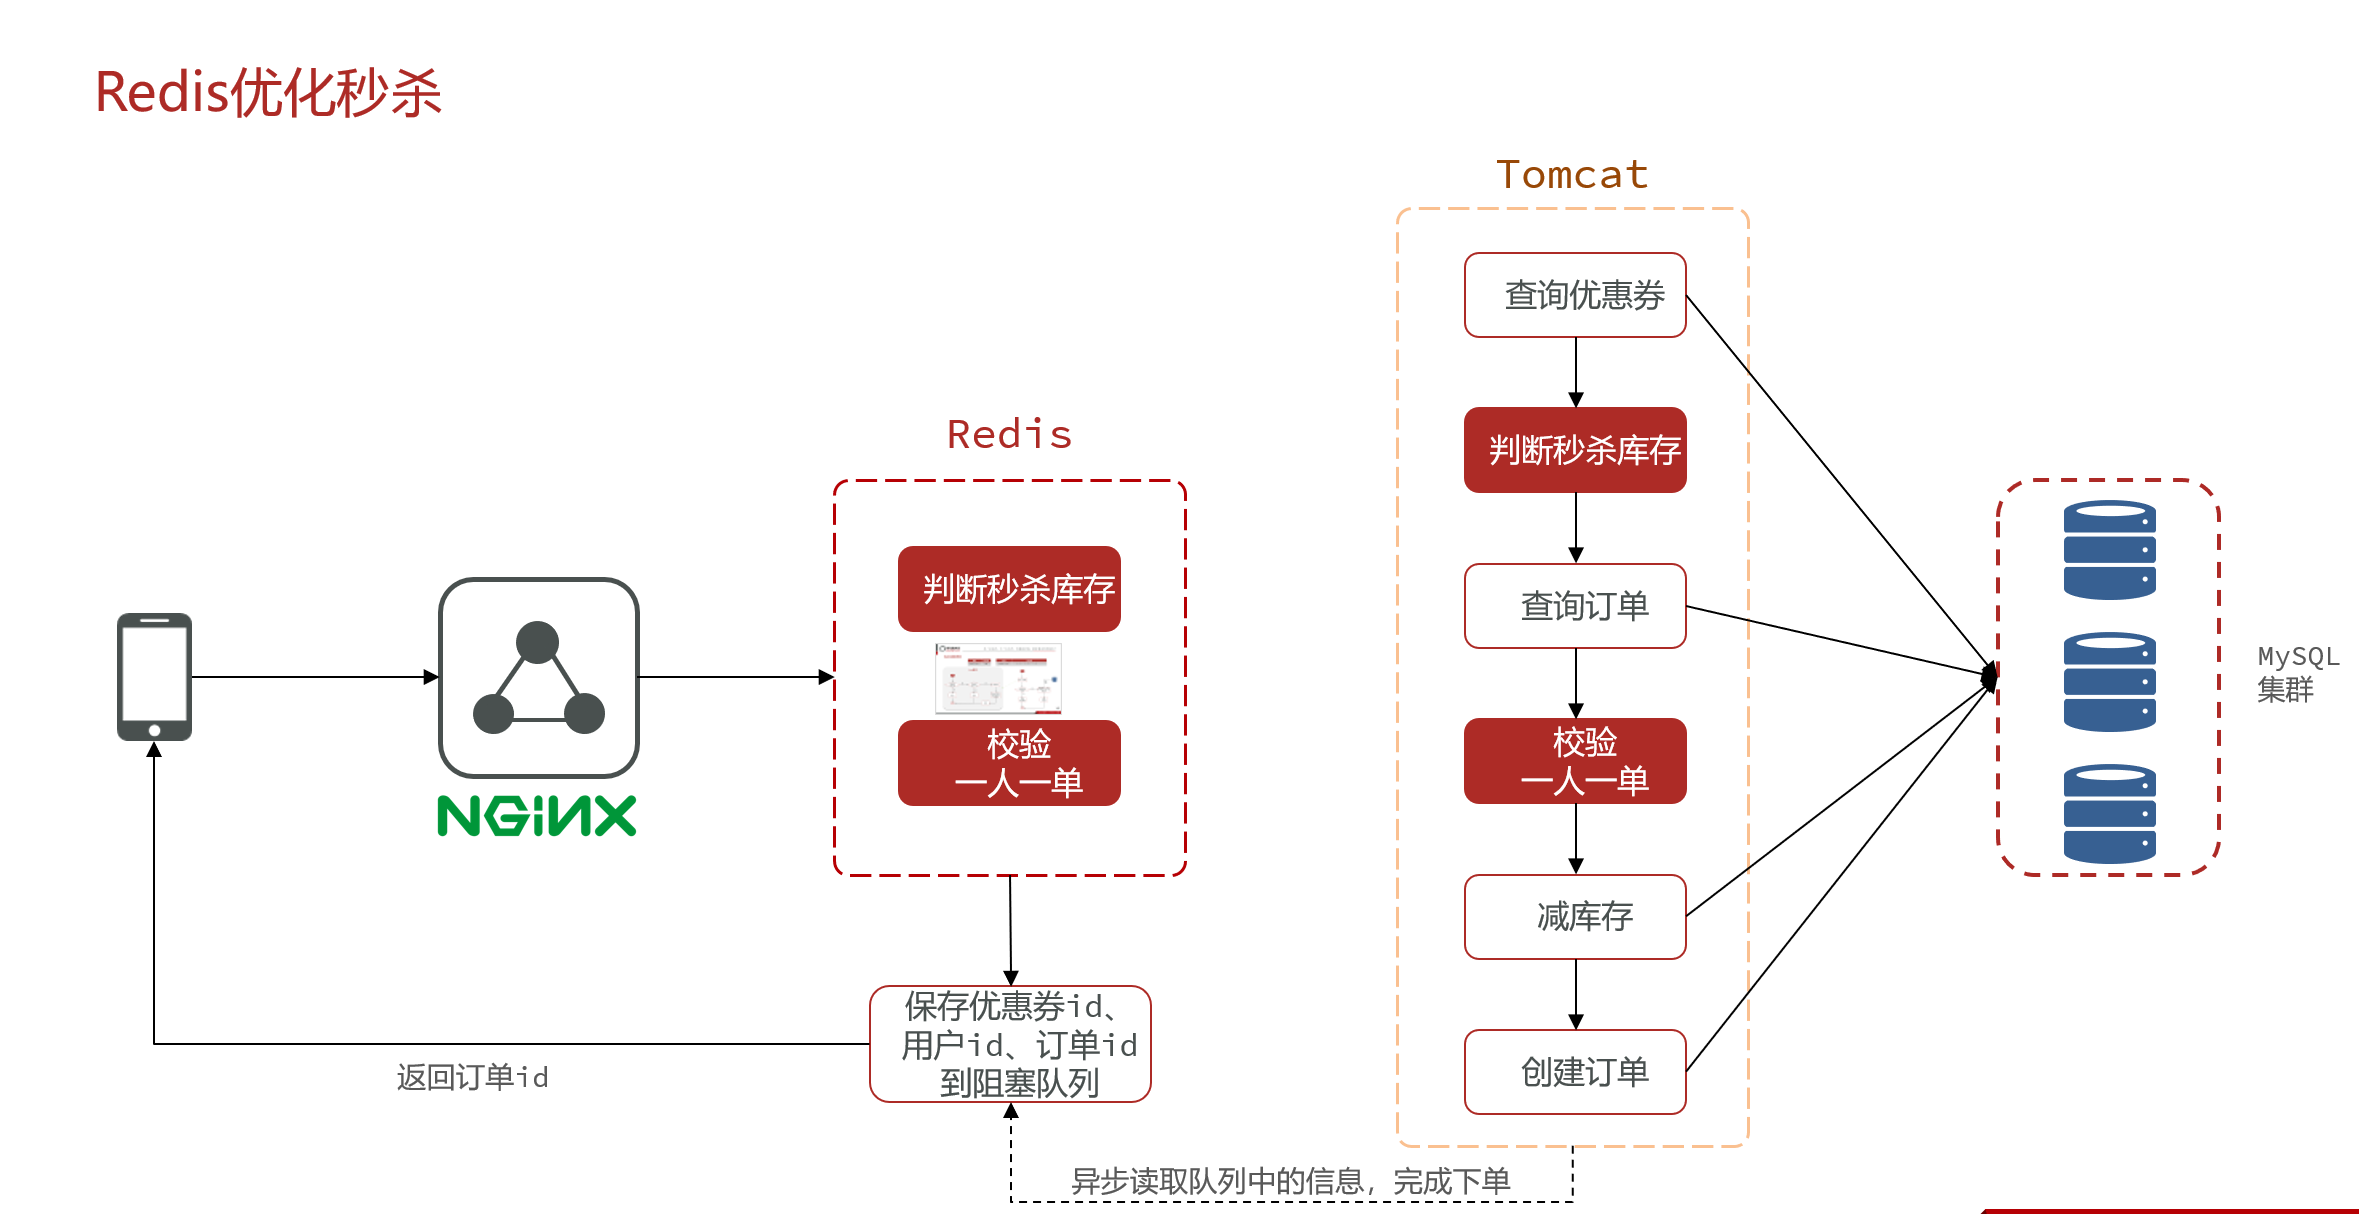 Redis优化秒杀
Tomcat
查询优惠券
判断秒杀库存
查询订单
校验
一人一单
减库存
创建订单
Redis
判断秒杀库存
校验
一人一单
NGINX
MySQL
集群
保存优惠券id、
用户id、订单id
到阻塞队列
返回订单id
异步读取队列中的信息，完成下单